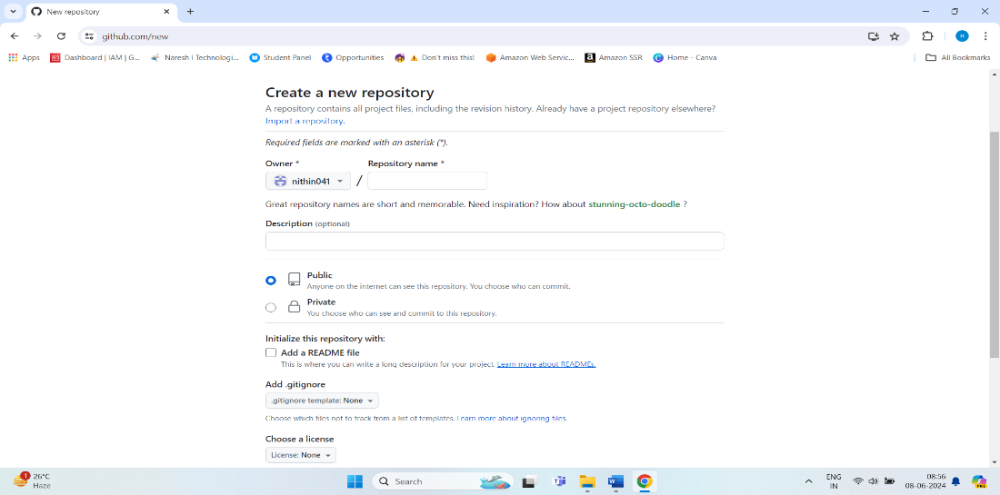 New repository
github.com/new
n
Apps
Dashboard | IAM | G...
Naresh I Technologi...
Student Panel
Opportunities
Don't miss this!
Amazon Web Servic...
a Amazon SSR
Home - Canva
All Bookmarks
Create a new repository
A repository contains all project files, including the revision history. Already have a project repository elsewhere?
Import a repository.
Required fields are marked with an asterisk (*).
Owner * Repository name *
nithin041 /
Great repository names are short and memorable. Need inspiration? How about stunning-octo-doodle ?
Description (optional)
Public
Anyone on the internet can see this repository. You choose who can commit.
Private
You choose who can see and commit to this repository.
Initialize this repository with:
Add a README file
This is where you can write a long description for your project. Learn more about READMEs.
Add .gitignore
.gitignore template: None
Choose which files not to track from a list of templates. Learn more about ignoring files.
Choose a license
License: None
1
26°C
Haze
Search
ENG
IN
08:56
08-06-2024